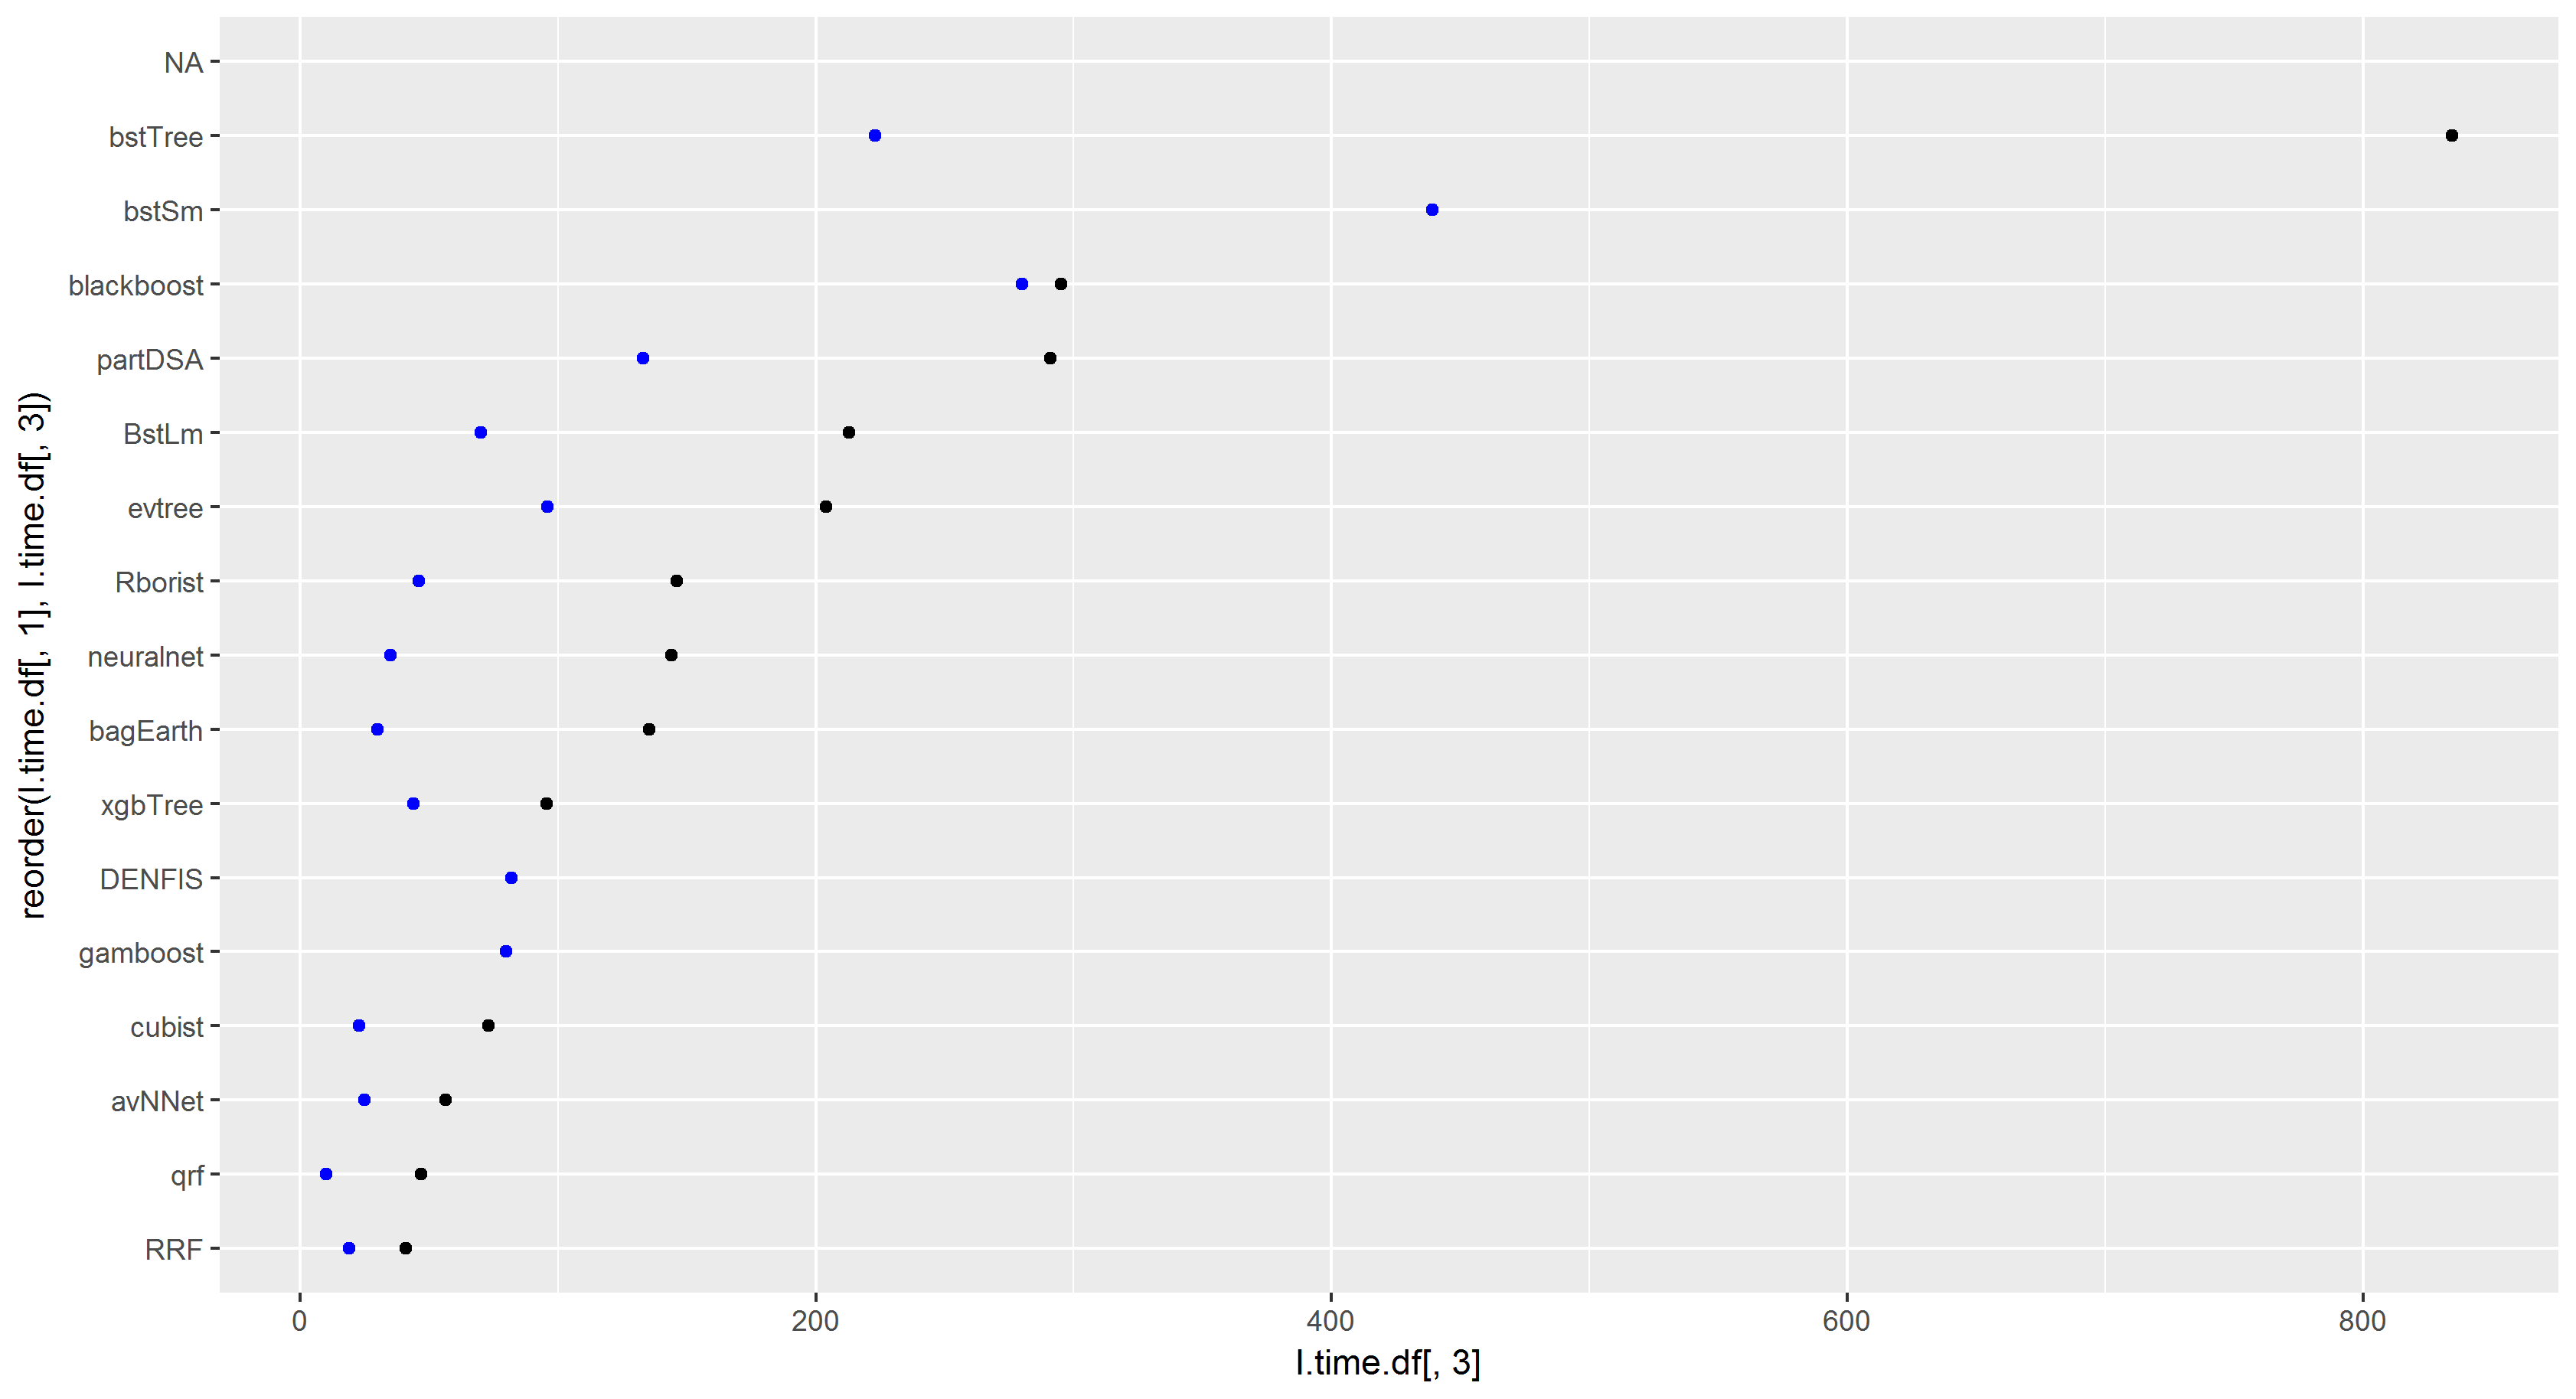 NA
bstTree
bstSm
blackboost
partDSA
BstLm
evtree
Rborist
neuralnet
bagEarth
xgbTree
DENFIS
gamboost
cubist
avNNet
qrf
RRF
reorder(l.time.df[, 1], l.time.df[, 3])
0 200 400 600 800
l.time.df[, 3]